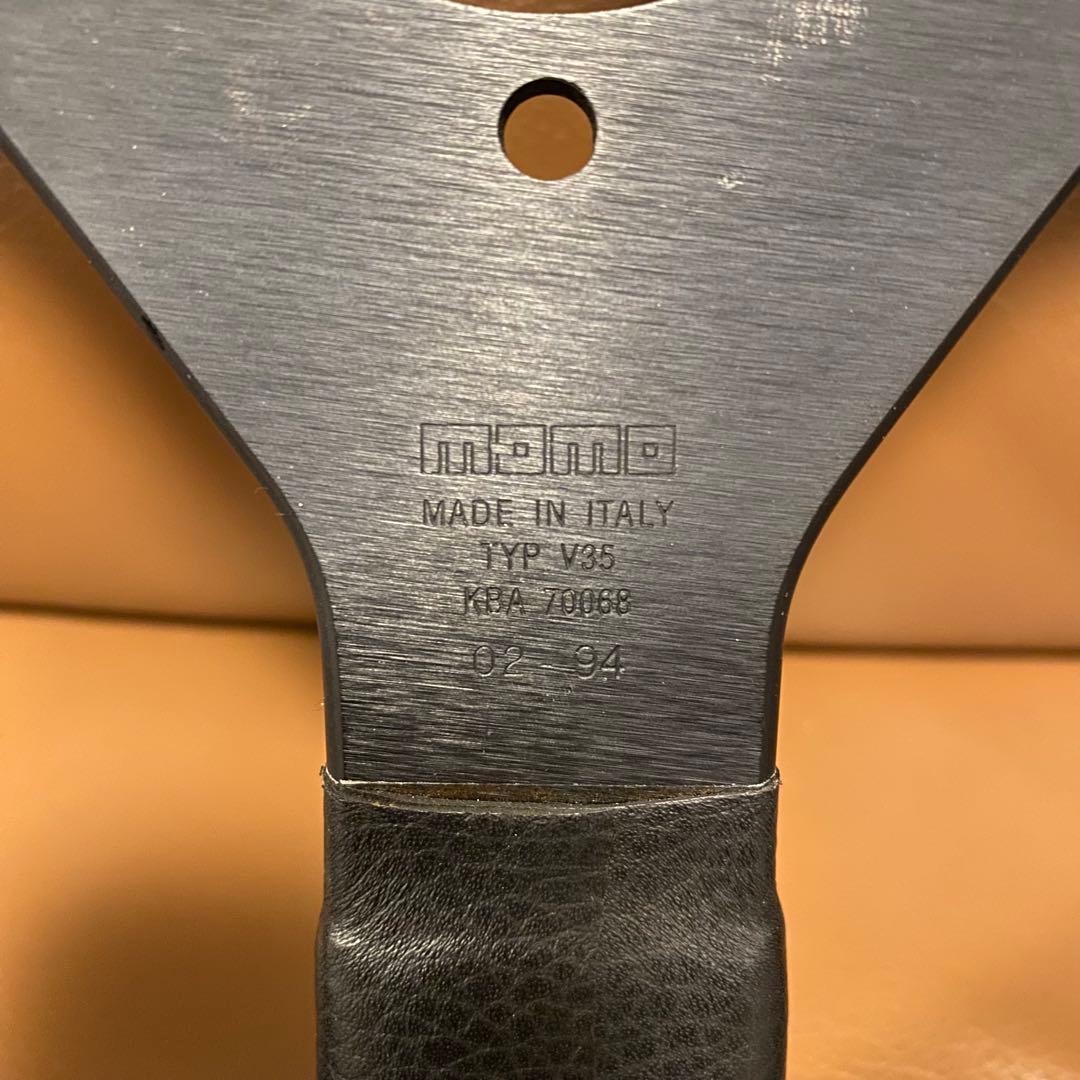 momo
MADE IN ITALY
TYP V35
KBA 70068
02 94